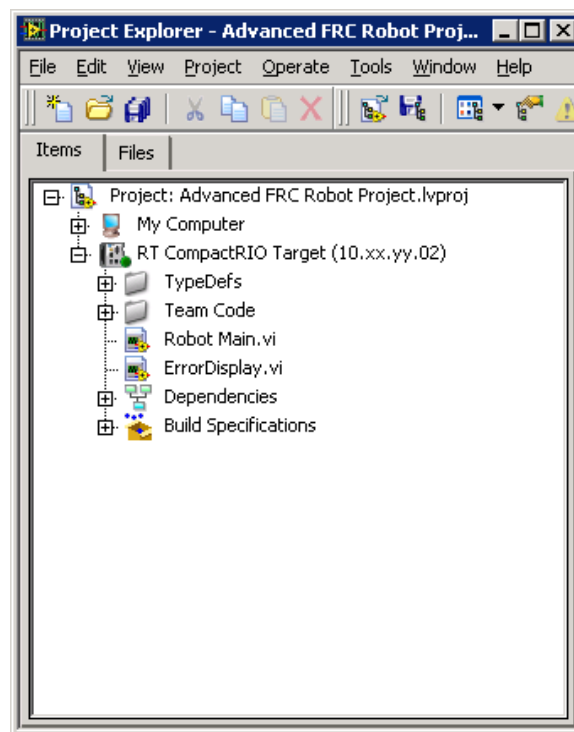 Project Explorer - Advanced FRC Robot Proj...
File Edit View Project Operate Tools Window Help
Items Files
Project: Advanced FRC Robot Project.lvproj
My Computer
RT CompactRIO Target (10.xx.yy.02)
TypeDefs
Team Code
Robot Main.vi
ErrorDisplay.vi
Dependencies
Build Specifications